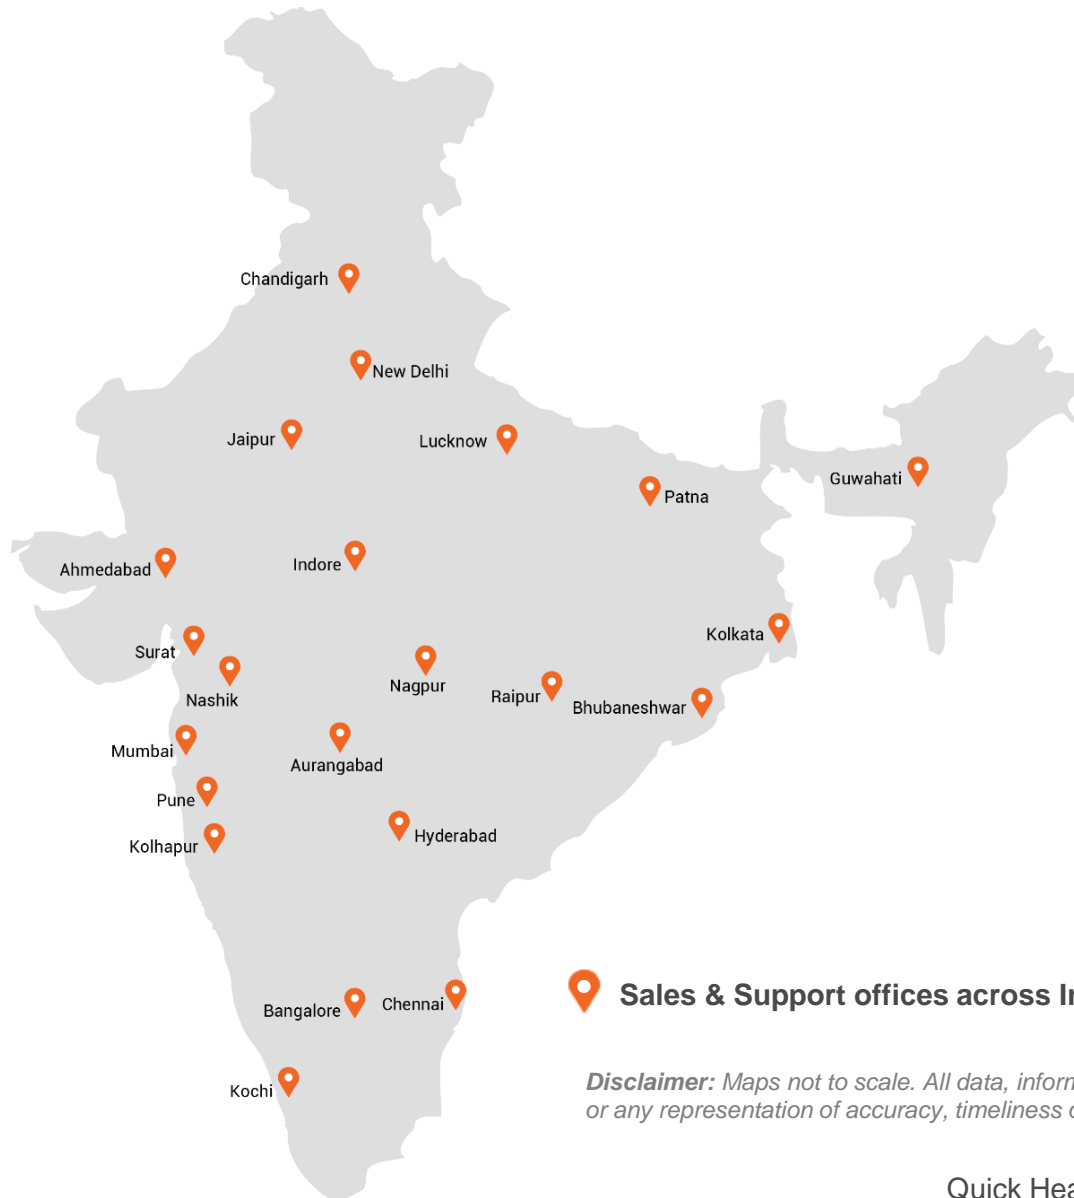 Chandigarh
New Delhi
Jaipur
Lucknow
Guwahati
Patna
Indore
Ahmedabad
Kolkata
Surat
Nagpur
Nashik
Raipur
Bhubaneshwar
Mumbai
Aurangabad
Pune
Hyderabad
Kolhapur
Sales & Support offices across
Bangalore
Chennai
Disclaimer: Maps not to scale. All data,
Kochi
or any representation of accuracy, timeliness
Quick